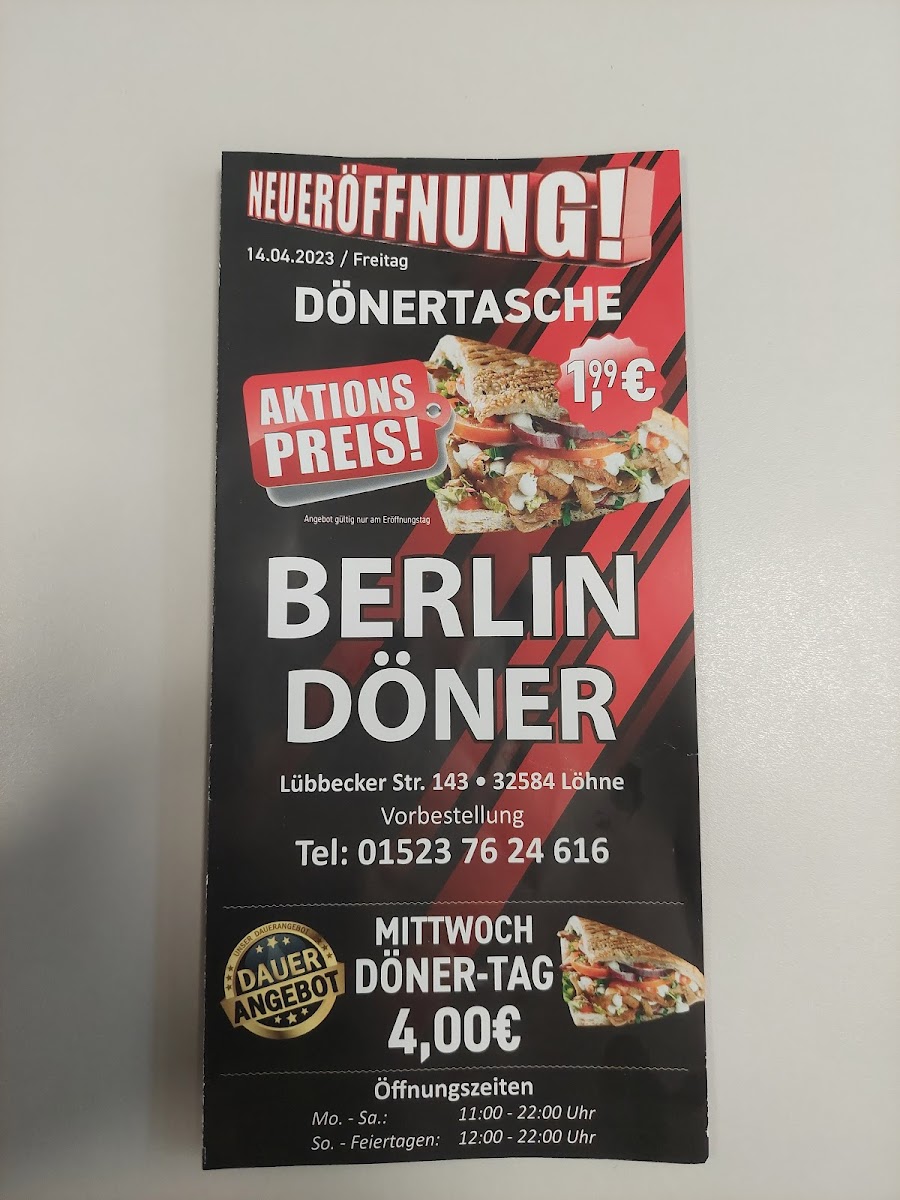 NEUERÖFFNUNG!
14.04.2023 / Freitag
DÖNERTASCHE
1,99€
AKTIONS
PREIS!
Angebot gültig nur am Eröffnungstag
BERLIN
DÖNER
Lübbecker Str. 143 • 32584 Löhne
Vorbestellung
Tel: 01523 76 24 616
UNSER DAUERANGEBOT
DAUER
ANGEBOT
MITTWOCH
DÖNER-TAG
4,00€
Öffnungszeiten
Mo. - Sa.: 11:00 - 22:00 Uhr
So. - Feiertagen: 12:00 - 22:00 Uhr